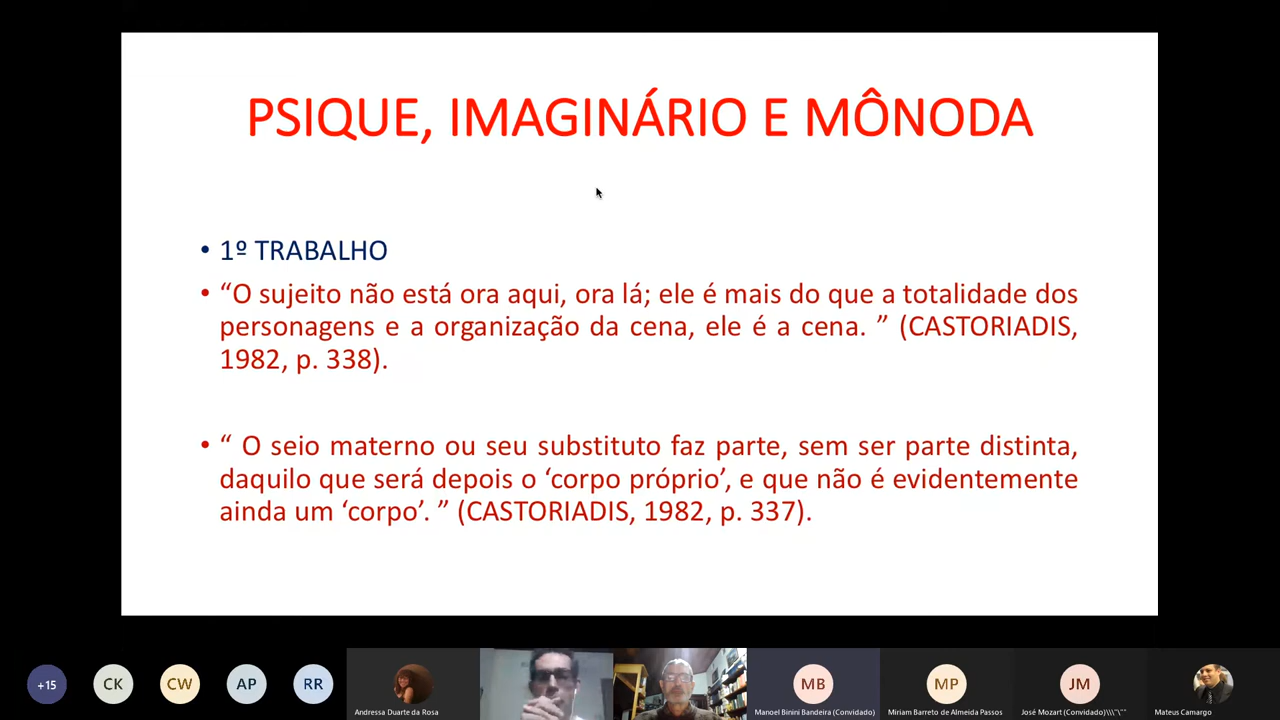 PSIQUE, IMAGINÁRIO E MÔNODA
• 1º TRABALHO
• “O sujeito não está ora aqui, ora lá; ele é mais do que a totalidade dos
personagens e a organização da cena, ele é a cena. ” (CASTORIADIS,
1982, p. 338).
• “ O seio materno ou seu substituto faz parte, sem ser parte distinta,
daquilo que será depois o ‘corpo próprio’, e que não é evidentemente
ainda um ‘corpo’. ” (CASTORIADIS, 1982, p. 337).
+15 CK CW AP RR MB MP JM
Andressa Duarte da Rosa Manoel Binini Bandeira (Convidado) Miriam Barreto de Almeida Passos José Mozart (Convidado)\\\"\"" Mateus Camargo